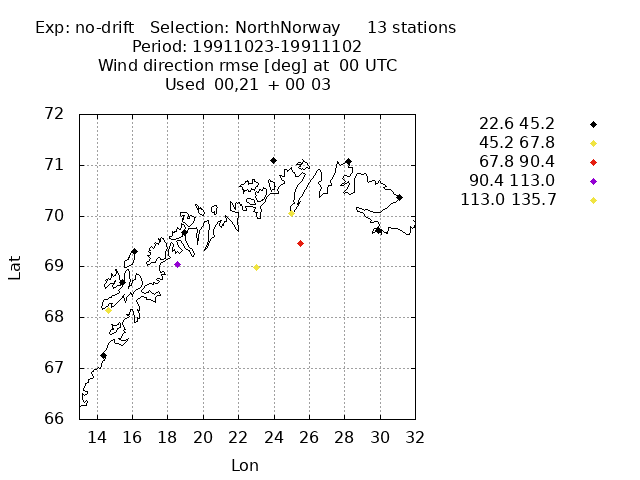 Exp: no-drift   Selection: NorthNorway     13 stations
Period: 19911023-19911102
Wind direction rmse [deg] at  00 UTC
Used  00,21  + 00 03
22.6 45.2
45.2 67.8
67.8 90.4
90.4 113.0
113.0 135.7
72
71
70
69
68
67
66
Lat
14 16 18 20 22 24 26 28 30 32
Lon